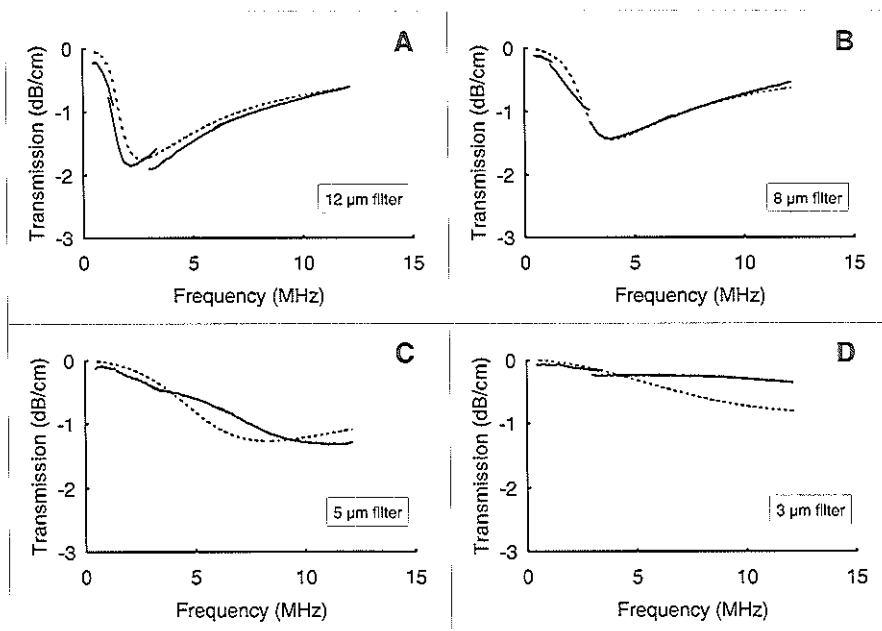 A
0
-1
-2
-3
Transmission (dB/cm)
12 µm filter
0 5 10 15
Frequency (MHz)
B
0
-1
-2
-3
Transmission (dB/cm)
8 µm filter
0 5 10 15
Frequency (MHz)
C
0
-1
-2
-3
Transmission (dB/cm)
5 µm filter
0 5 10 15
Frequency (MHz)
D
0
-1
-2
-3
Transmission (dB/cm)
3 µm filter
0 5 10 15
Frequency (MHz)